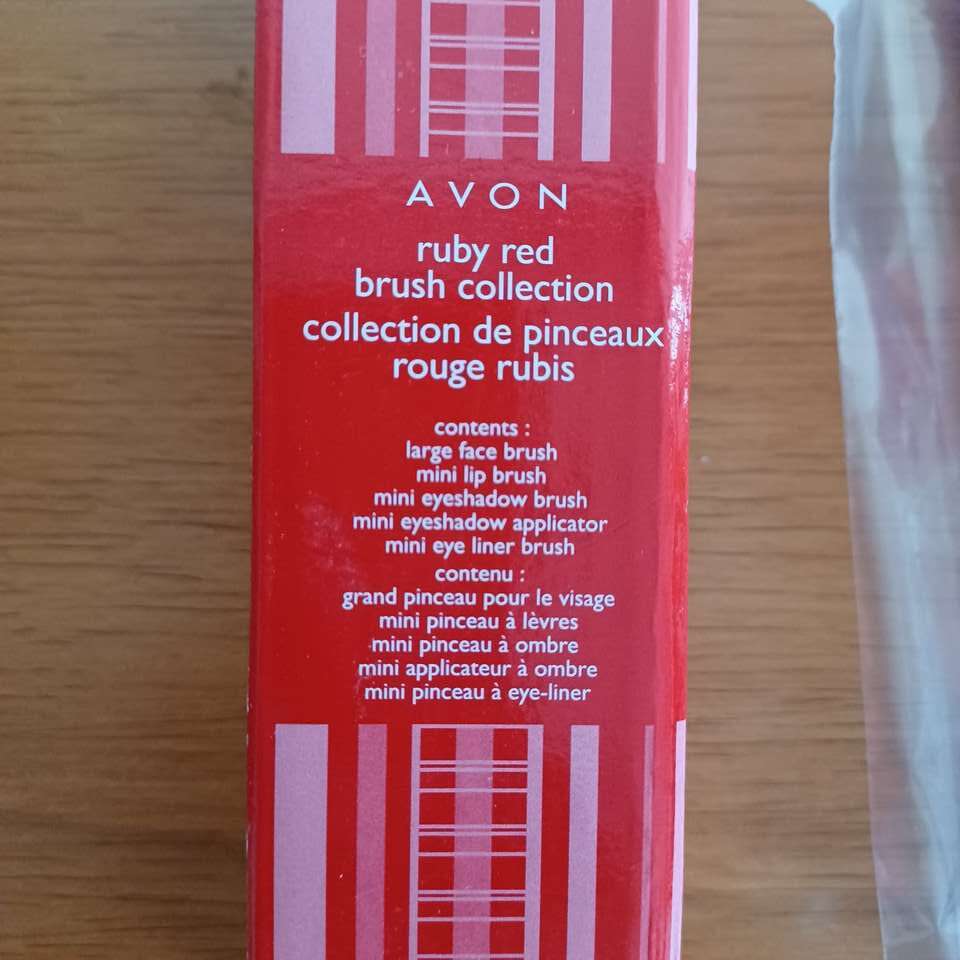 AVON
ruby red
brush collection
collection de pinceaux
rouge rubis
contents :
large face brush
mini lip brush
mini eyeshadow brush
mini eyeshadow applicator
mini eye liner brush
contenu :
grand pinceau pour le visage
mini pinceau à lèvres
mini pinceau à ombre
mini applicateur à ombre
mini pinceau à eye-liner